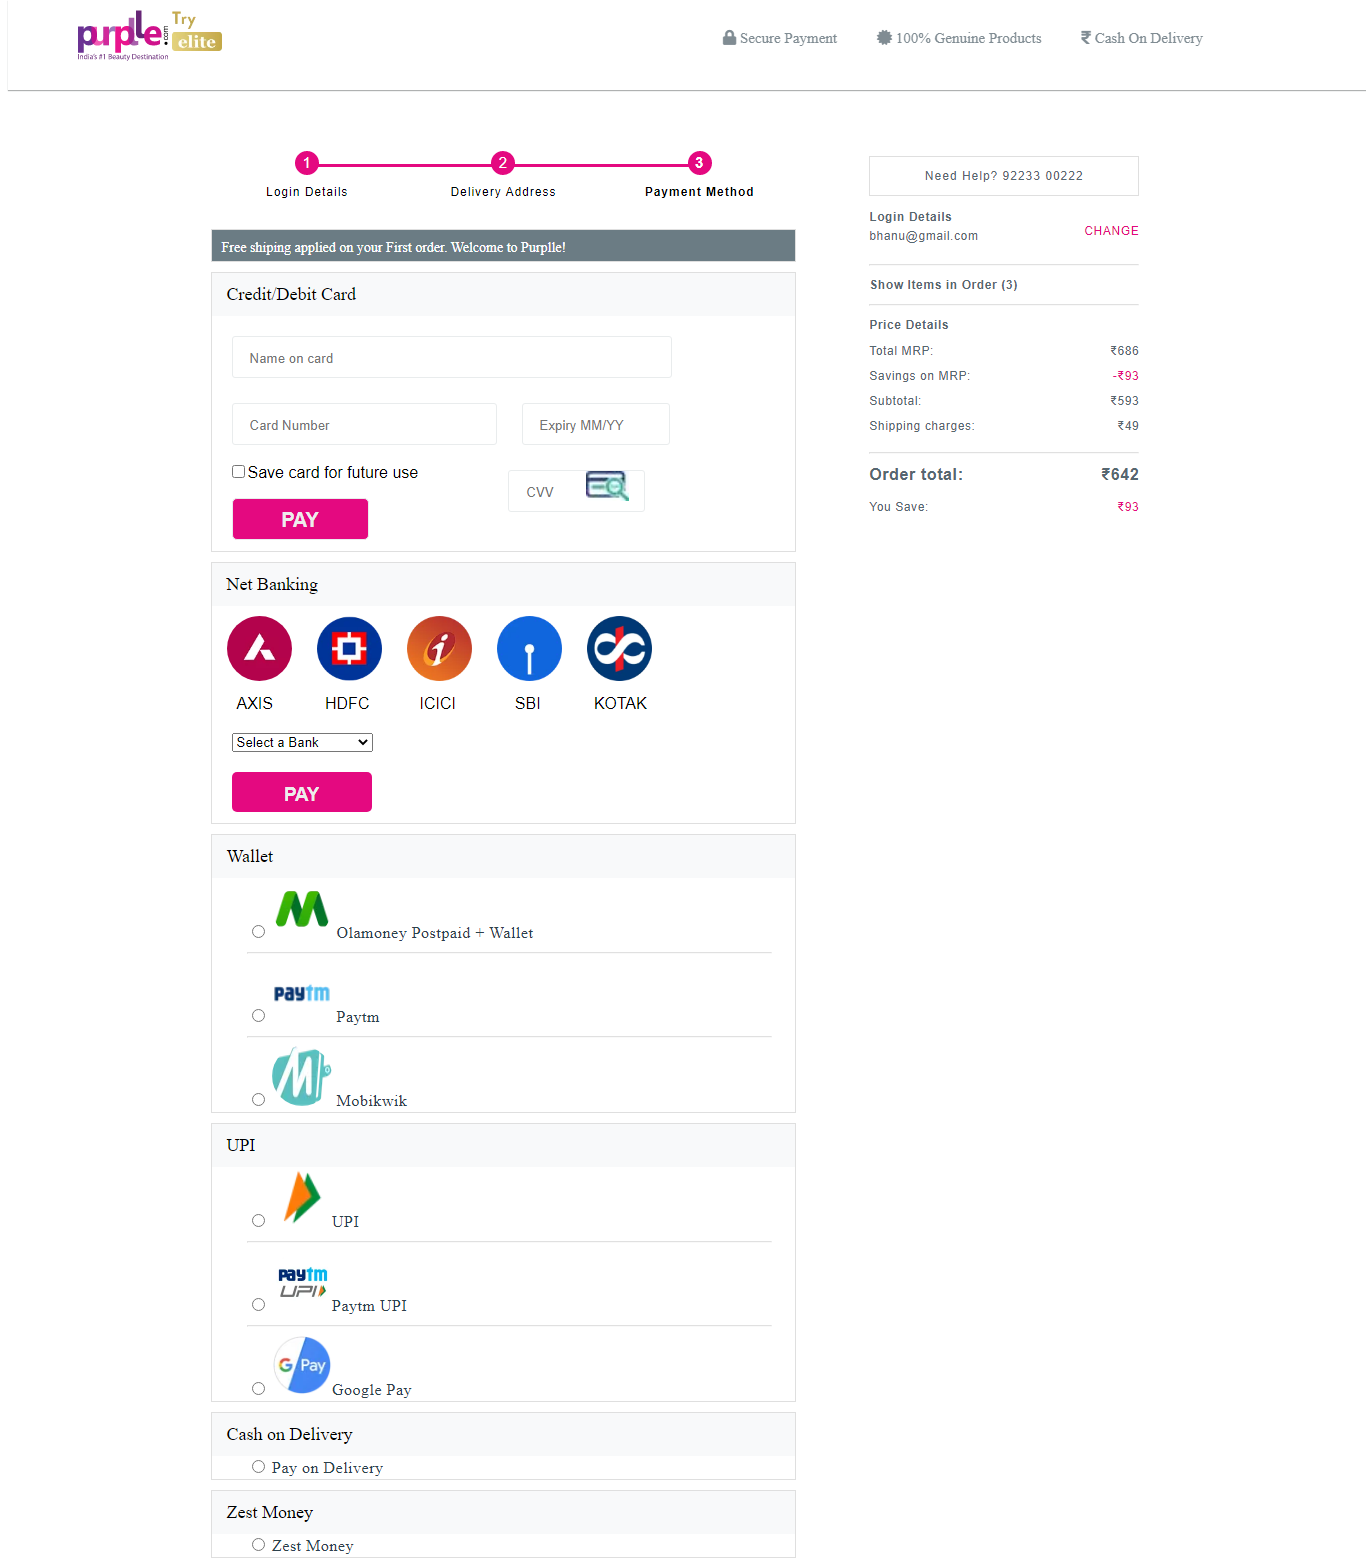 purplle.com
Try
elite
India's #1 Beauty Destination
Secure Payment
100% Genuine Products
₹ Cash On Delivery
1
2
3
Login Details
Delivery Address
Payment Method
Free shiping applied on your First order. Welcome to Purplle!
Credit/Debit Card
Name on card
Card Number
Expiry MM/YY
Save card for future use
CVV
PAY
Net Banking
AXIS
HDFC
ICICI
SBI
KOTAK
Select a Bank
PAY
Wallet
Olamoney Postpaid + Wallet
paytm
Paytm
Mobikwik
UPI
UPI
paytm
UPI
Paytm UPI
G Pay
Google Pay
Cash on Delivery
Pay on Delivery
Zest Money
Zest Money
Need Help? 92233 00222
Login Details
bhanu@gmail.com
CHANGE
Show Items in Order (3)
Price Details
Total MRP: ₹686
Savings on MRP: -₹93
Subtotal: ₹593
Shipping charges: ₹49
Order total: ₹642
You Save: ₹93